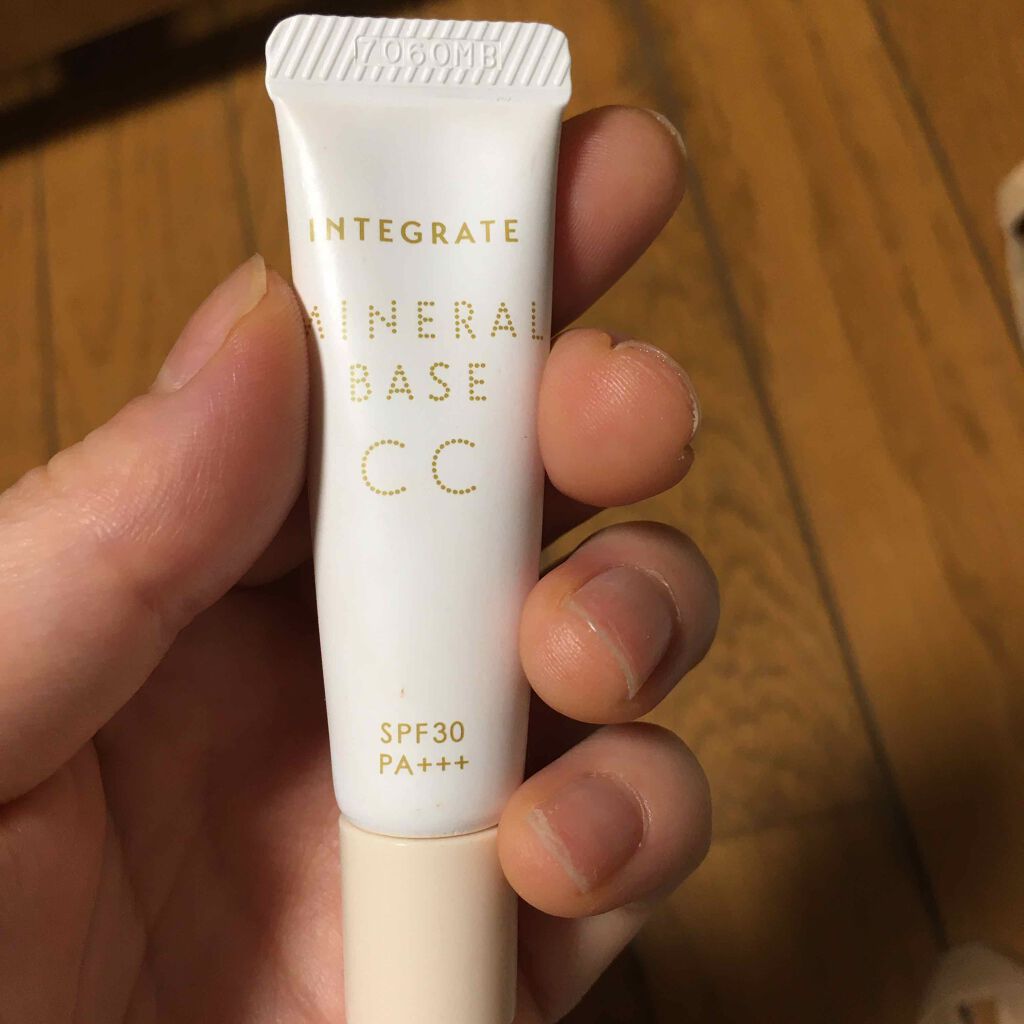 7060MB
INTEGRATE
MINERAL
BASE
CC
SPF30
PA+++